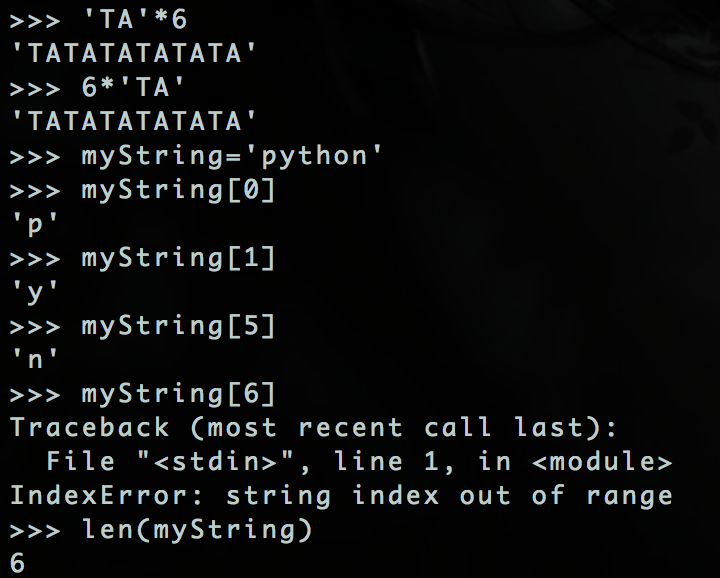 >>> 'TA'*6
'TATATATATATA'
>>> 6*'TA'
'TATATATATATA'
>>> myString='python'
>>> myString[0]
'p'
>>> myString[1]
'y'
>>> myString[5]
'n'
>>> myString[6]
Traceback (most recent call last):
  File "<stdin>", line 1, in <module>
IndexError: string index out of range
>>> len(myString)
6